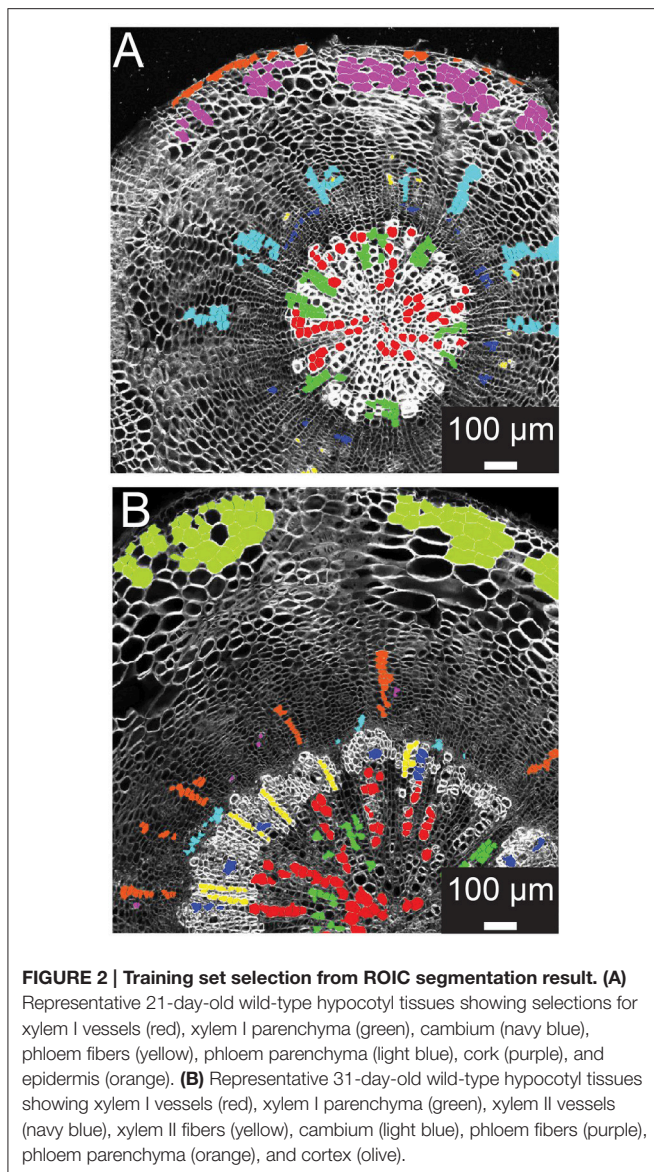 A
100 µm
B
100 µm
FIGURE 2 | Training set selection from ROIC segmentation result. (A)
Representative 21-day-old wild-type hypocotyl tissues showing selections for
xylem I vessels (red), xylem I parenchyma (green), cambium (navy blue),
phloem fibers (yellow), phloem parenchyma (light blue), cork (purple), and
epidermis (orange). (B) Representative 31-day-old wild-type hypocotyl tissues
showing xylem I vessels (red), xylem I parenchyma (green), xylem II vessels
(navy blue), xylem II fibers (yellow), cambium (light blue), phloem fibers (purple),
phloem parenchyma (orange), and cortex (olive).